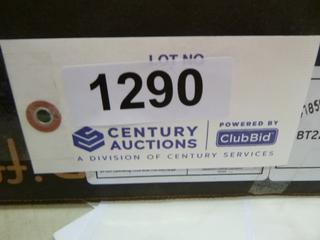 LOT NO
1290
CENTURY
AUCTIONS
POWERED BY
ClubBid
A DIVISION OF CENTURY SERVICES